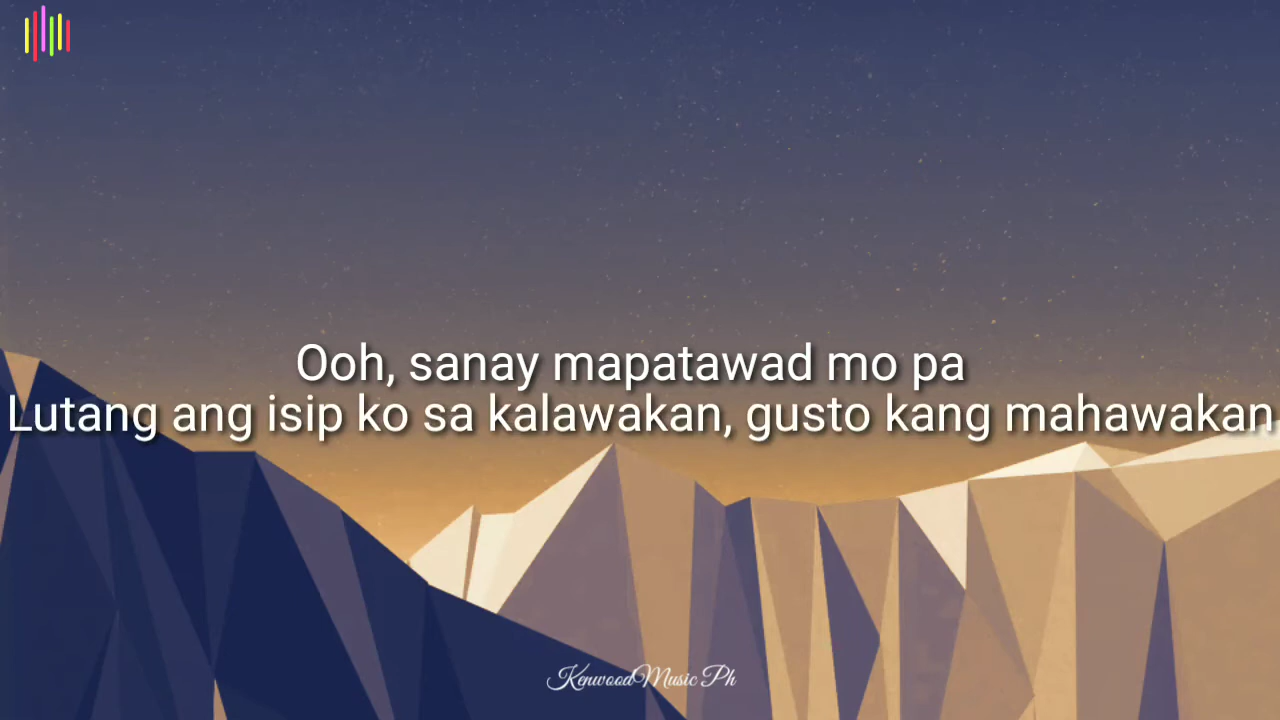 Ooh, sanay mapatawad mo pa
Lutang ang isip ko sa kalawakan, gusto kang mahawakan
KenwoodMusic Ph